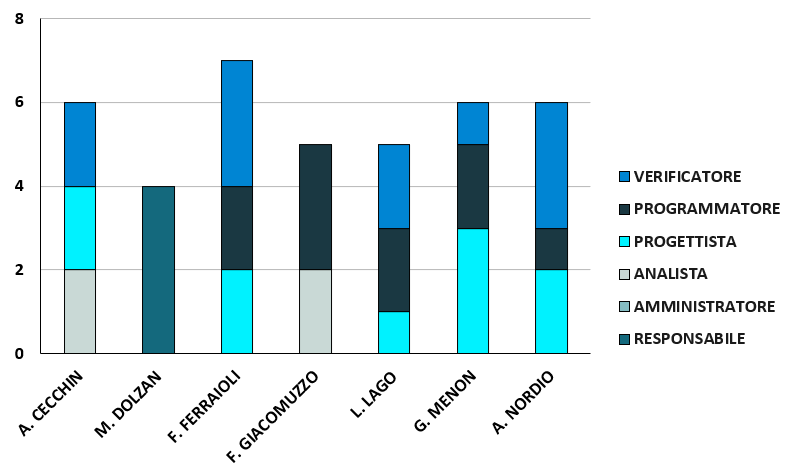 8
6
4
2
0
A. CECCHIN
M. DOLZAN
F. FERRAIOLI
F. GIACOMUZZO
L. LAGO
G. MENON
A. NORDIO
VERIFICATORE
PROGRAMMATORE
PROGETTISTA
ANALISTA
AMMINISTRATORE
RESPONSABILE